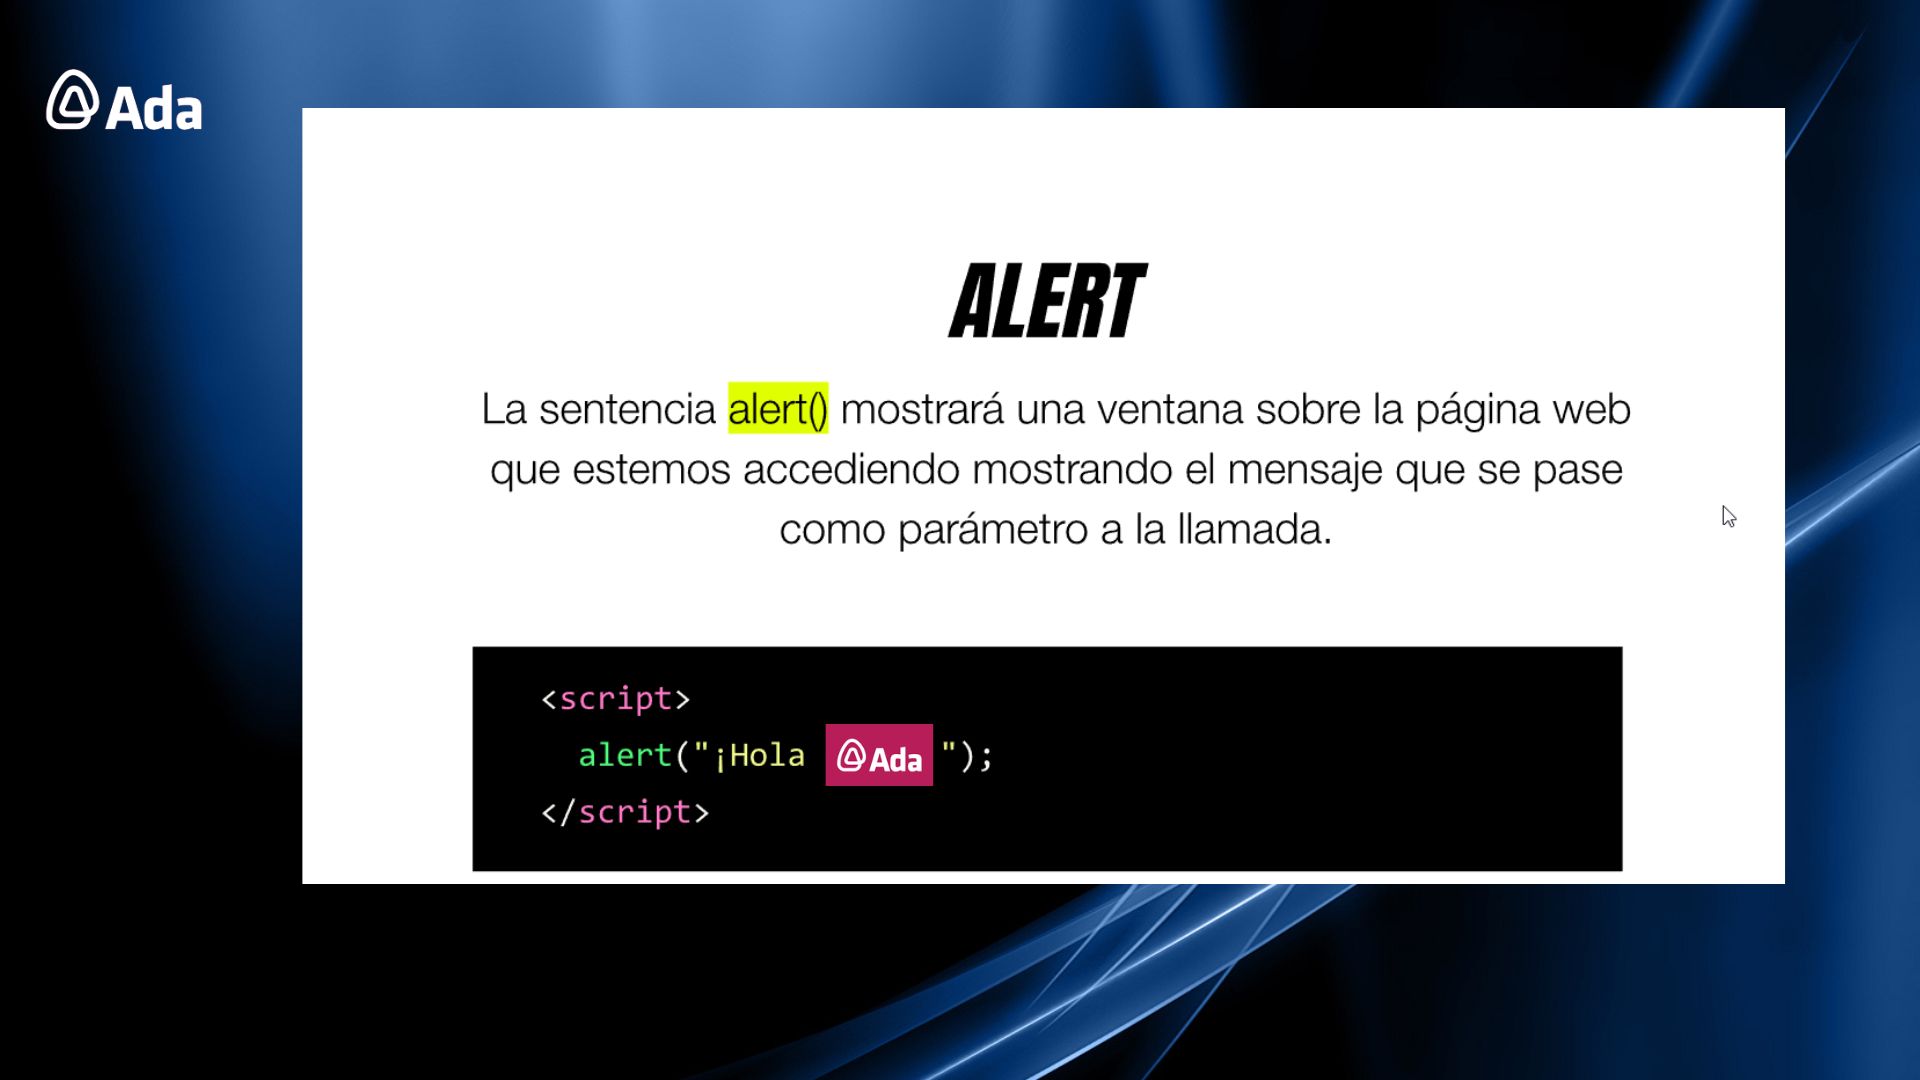 Ada
ALERT
La sentencia alert() mostrará una ventana sobre la página web
que estemos accediendo mostrando el mensaje que se pase
como parámetro a la llamada.
<script>
alert("¡Hola Ada ");
</script>